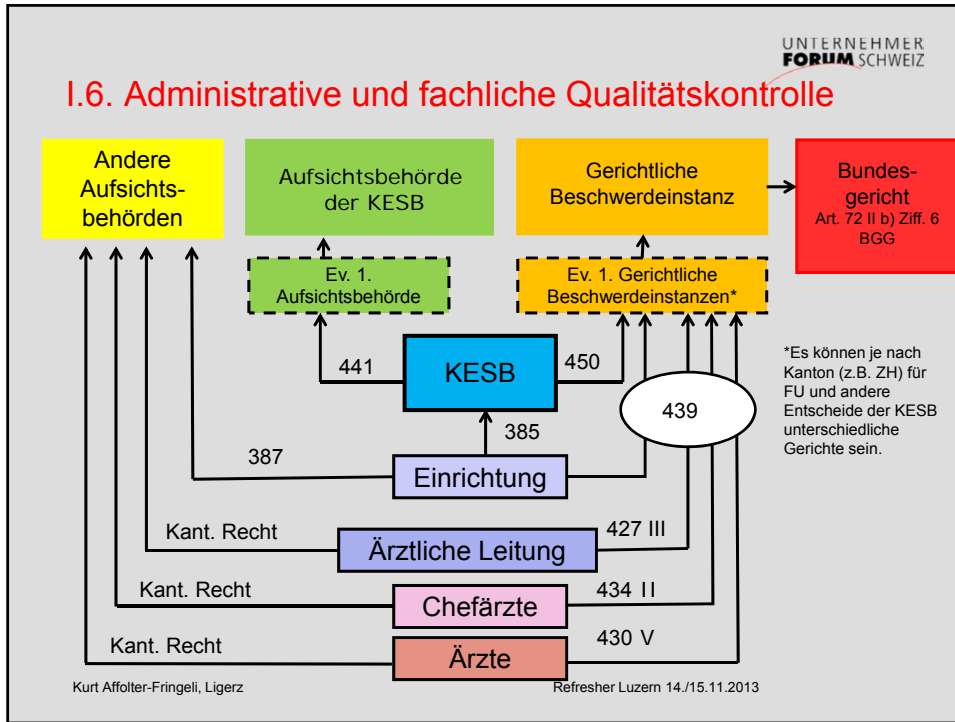 UNTERNEHMER
FORUM SCHWEIZ
I.6. Administrative und fachliche Qualitätskontrolle
Andere
Aufsichts-
behörden
Aufsichtsbehörde
der KESB
Gerichtliche
Beschwerdeinstanz
Bundes-
gericht
Art. 72 II b) Ziff. 6
BGG
Ev. 1.
Aufsichtsbehörde
Ev. 1. Gerichtliche
Beschwerdeinstanzen*
441
KESB
450
*Es können je nach
Kanton (z.B. ZH) für
FU und andere
Entscheide der KESB
unterschiedliche
Gerichte sein.
439
385
387
Einrichtung
Kant. Recht
Ärztliche Leitung
427 III
Kant. Recht
Chefärzte
434 II
Kant. Recht
Ärzte
430 V
Kurt Affolter-Fringeli, Ligerz
Refresher Luzern 14./15.11.2013